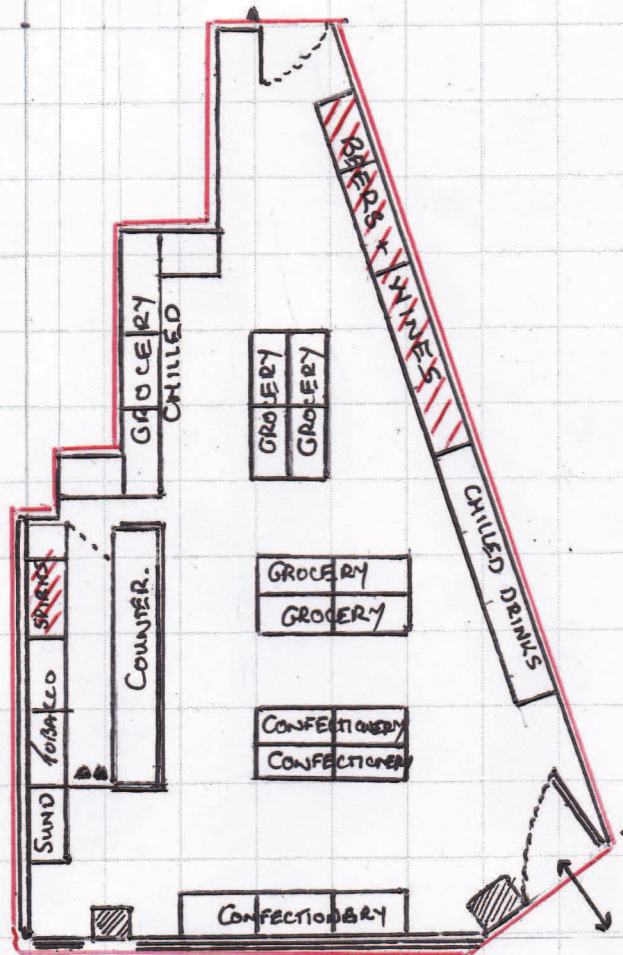 BEERS + WINES
GROCERY
CHILLED
GROCERY
GROCERY
CHILLED DRINKS
SPIRITS
COUNTER.
GROCERY
GROCERY
TOBACCO
CONFECTIONERY
CONFECTIONERY
SUND
CONFECTIONERY